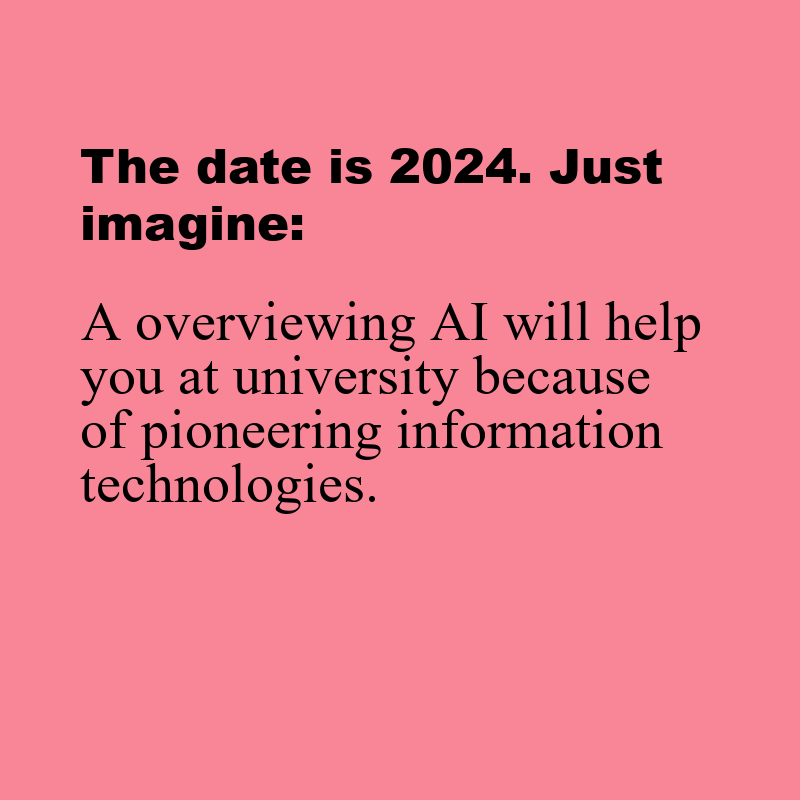 The date is 2024. Just
imagine:
A overviewing AI will help
you at university because
of pioneering information
technologies.